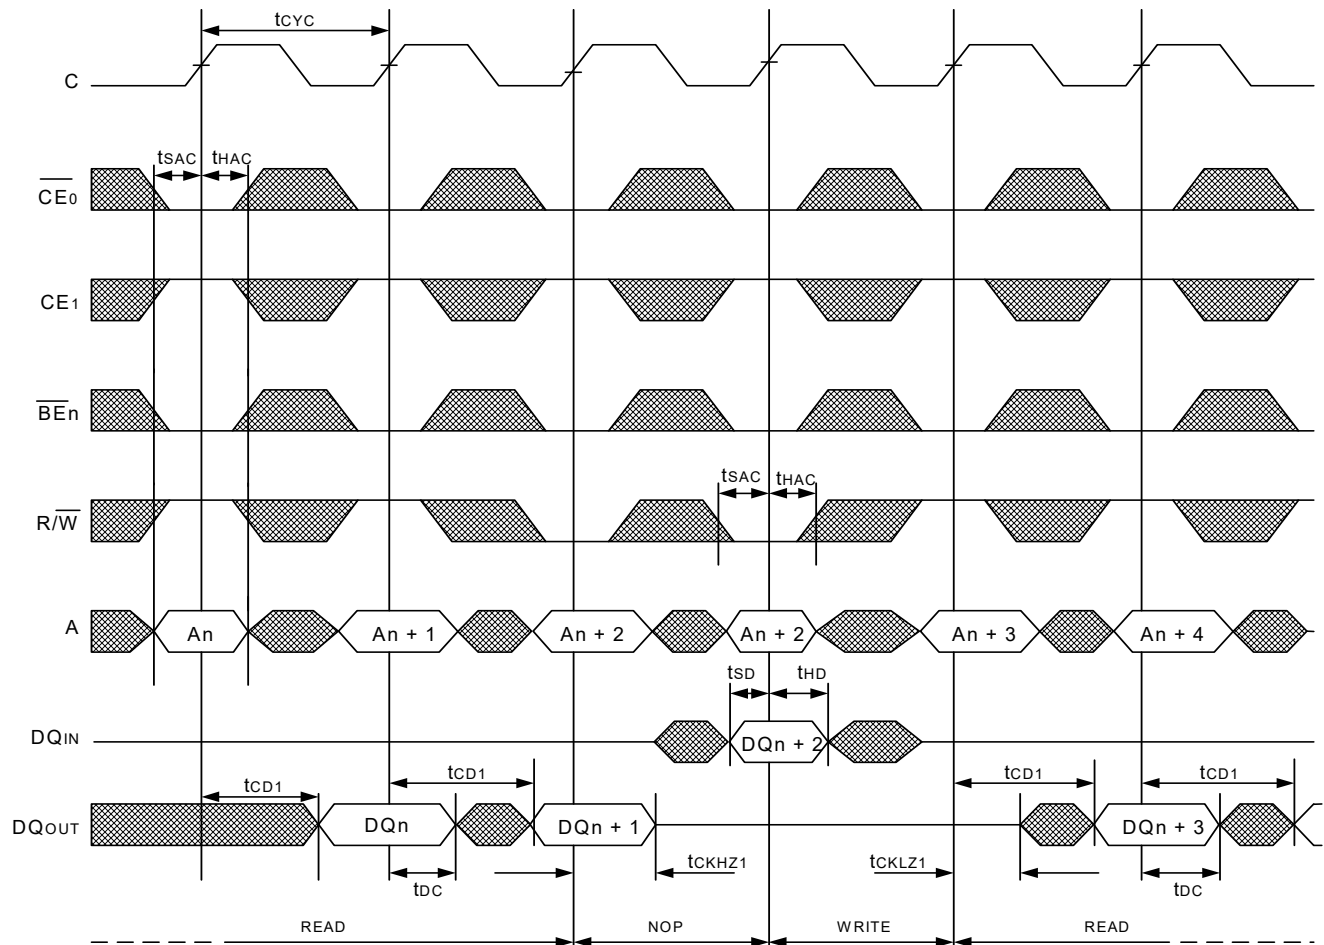 tCYC
C
tSAC tHAC
CE0
CE1
BEn
tSAC tHAC
R/W
A An An + 1 An + 2 An + 2 An + 3 An + 4
tSD tHD
DQIN DQn + 2
tCD1 tCD1 tCD1 tCD1
DQOUT DQn DQn + 1 DQn + 3
tCKHZ1 tCKLZ1
tDC tDC
READ NOP WRITE READ